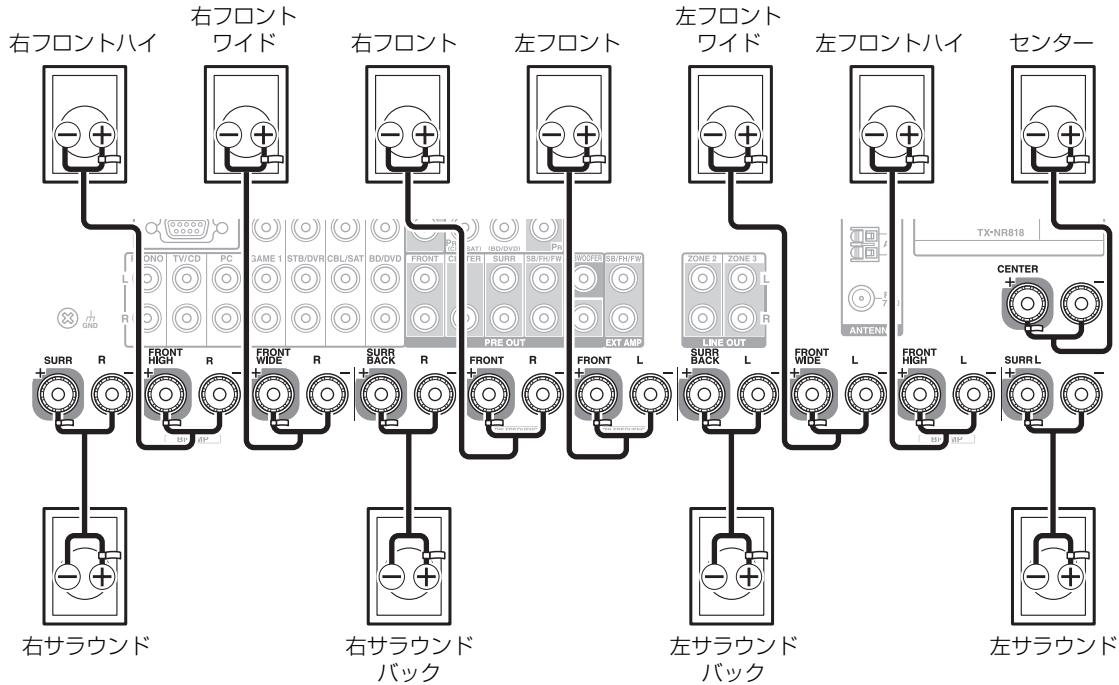 右フロントハイ
右フロント
ワイド
右フロント
左フロント
左フロント
ワイド
左フロントハイ
センター
TX-NR818
TV/CD
PC
GAME 1
STB/DVR
CBL/SAT
BD/DVD
FRONT
SURR
SB/FH/FW
SB/FH/FW
ZONE 2
ZONE 3
(BD/DVD)
PR
PR
L
R
L
R
GND
PRE OUT
EXT AMP
LINE OUT
CENTER
+ −
SURR R
+ −
FRONT
HIGH R
+ −
FRONT
WIDE R
+ −
SURR
BACK R
+ −
FRONT R
+ −
FRONT L
+ −
SURR
BACK L
+ −
FRONT
WIDE L
+ −
FRONT
HIGH L
+ −
SURR L
+ −
右サラウンド
右サラウンド
バック
左サラウンド
バック
左サラウンド